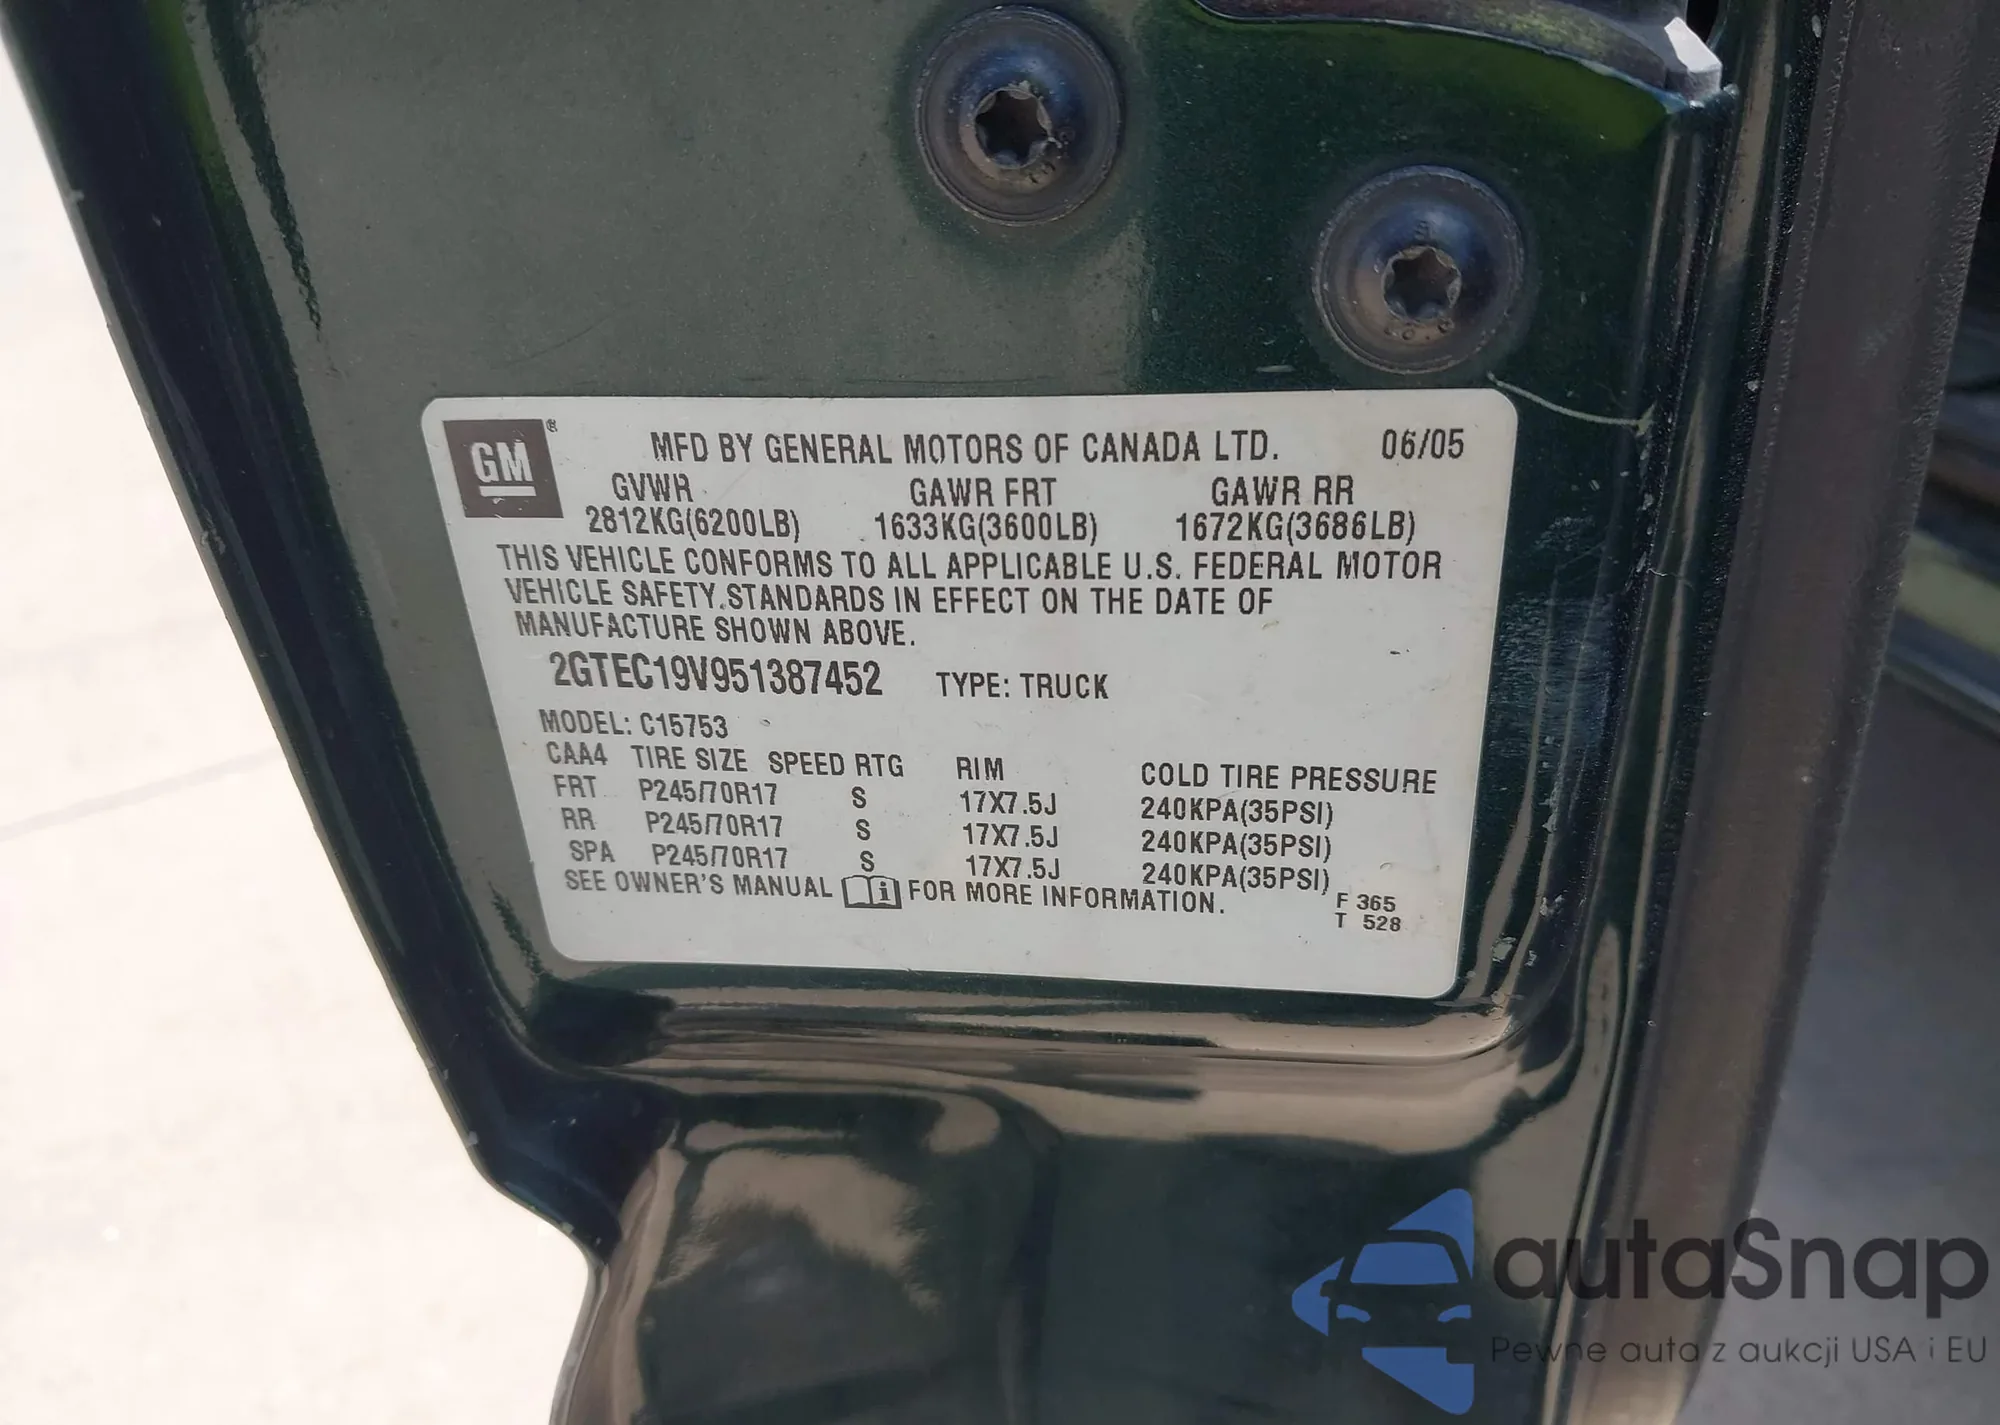 GM ®
MFD BY GENERAL MOTORS OF CANADA LTD. 06/05
GVWR GAWR FRT GAWR RR
2812KG(6200LB) 1633KG(3600LB) 1672KG(3686LB)
THIS VEHICLE CONFORMS TO ALL APPLICABLE U.S. FEDERAL MOTOR
VEHICLE SAFETY STANDARDS IN EFFECT ON THE DATE OF
MANUFACTURE SHOWN ABOVE.
2GTEC19V951387452 TYPE: TRUCK
MODEL: C15753
CAA4 TIRE SIZE SPEED RTG RIM COLD TIRE PRESSURE
FRT P245/70R17 S 17X7.5J 240KPA(35PSI)
RR P245/70R17 S 17X7.5J 240KPA(35PSI)
SPA P245/70R17 S 17X7.5J 240KPA(35PSI)
SEE OWNER'S MANUAL i FOR MORE INFORMATION.
F 365
T 528
autaSnap
Pewne auta z aukcji USA i EU